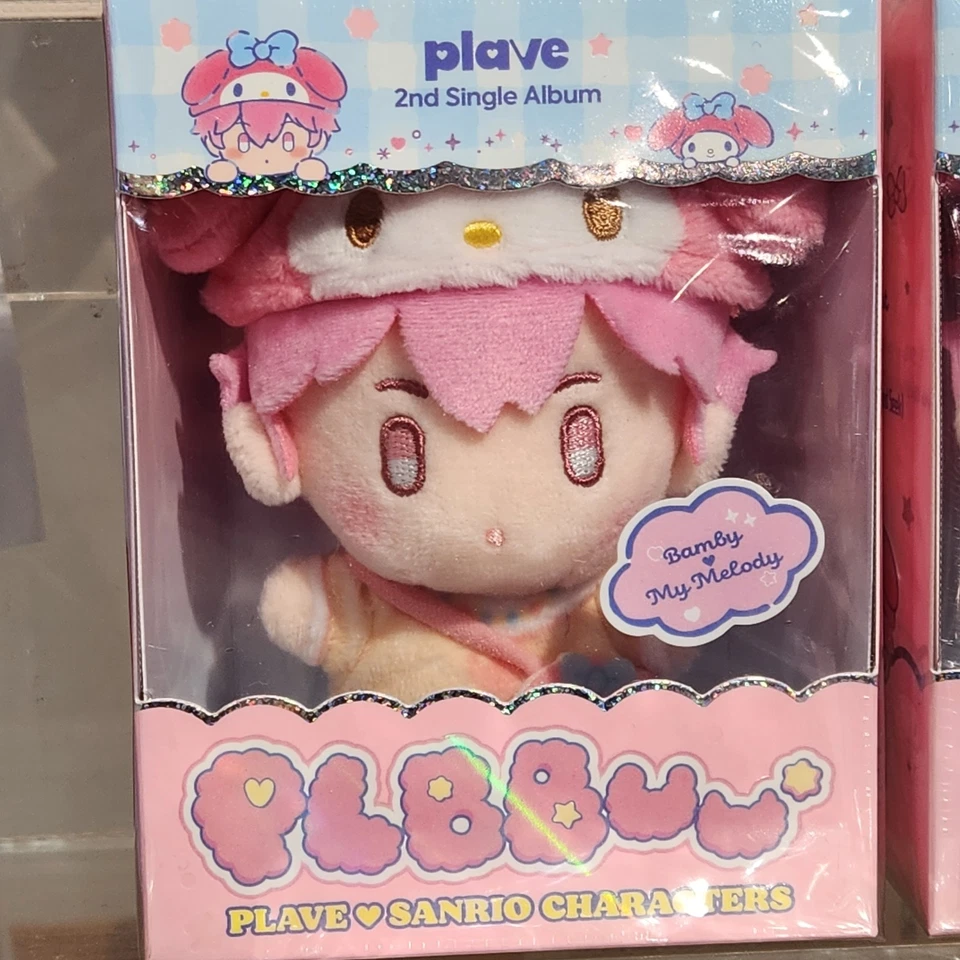 plave
2nd Single Album
Bamby
My Melody
PLBBUU
PLAVE SANRIO CHARACTERS